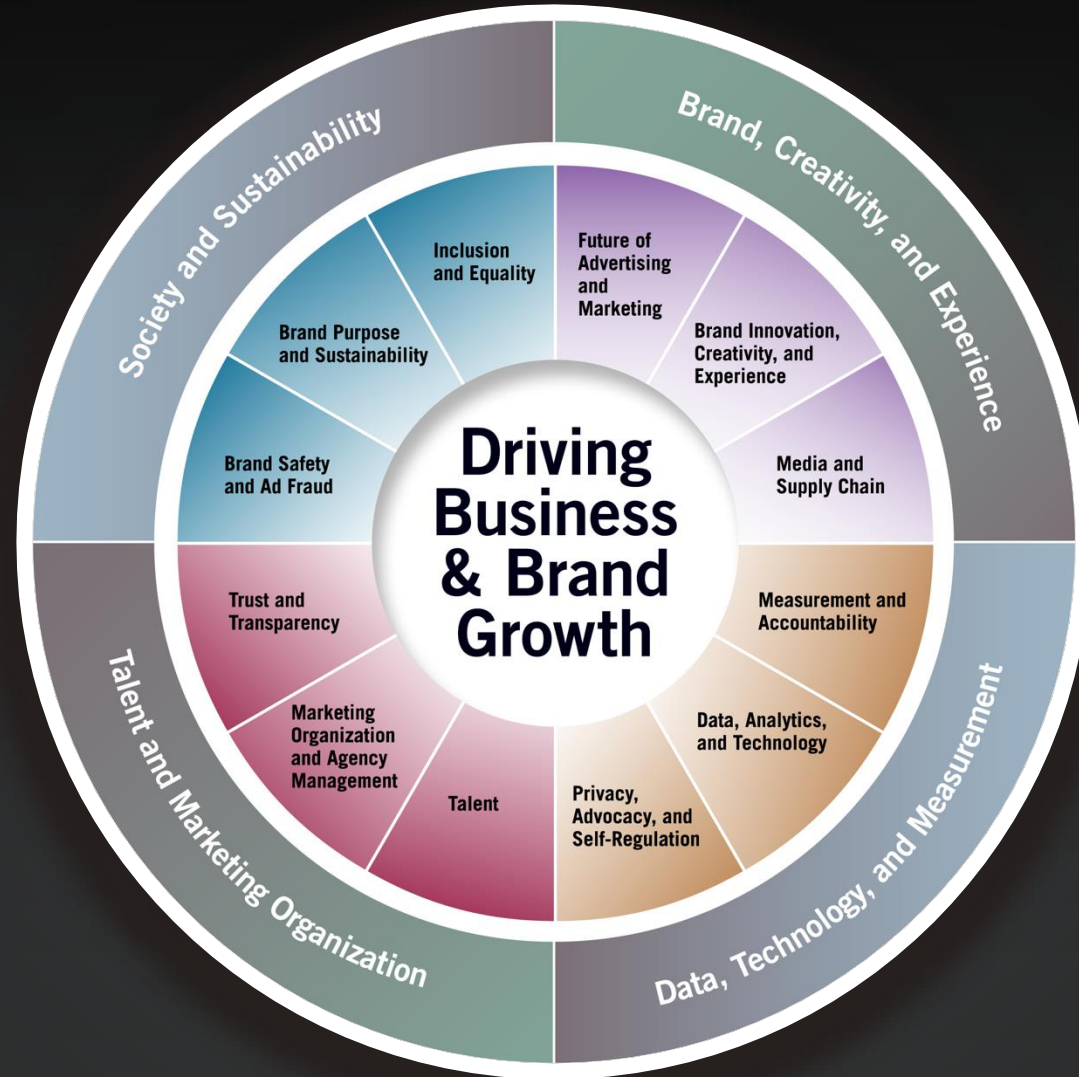 Society and Sustainability
Brand, Creativity, and Experience
Inclusion
and Equality
Future of
Advertising
and
Marketing
Brand Purpose
and Sustainability
Brand Innovation,
Creativity, and
Experience
Brand Safety
and Ad Fraud
Media and
Supply Chain
Driving
Business
& Brand
Growth
Trust and
Transparency
Measurement and
Accountability
Marketing
Organization
and Agency
Management
Data, Analytics,
and Technology
Talent
Privacy,
Advocacy, and
Self-Regulation
Talent and Marketing Organization
Data, Technology, and Measurement